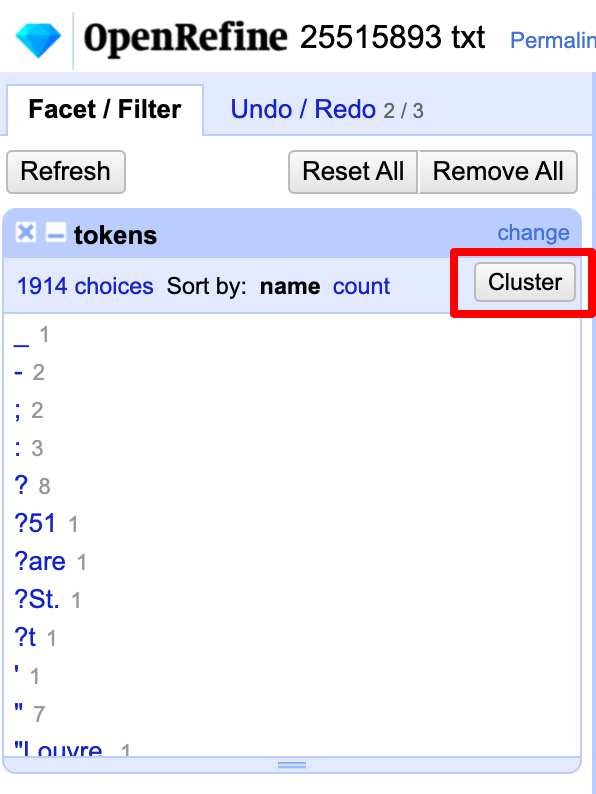 OpenRefine 25515893 txt Permalin
Facet / Filter Undo / Redo 2 / 3
Refresh Reset All Remove All
tokens change
1914 choices Sort by: name count Cluster
_ 1
- 2
; 2
: 3
? 8
?51 1
?are 1
?St. 1
?t 1
' 1
" 7
"Louvre 1